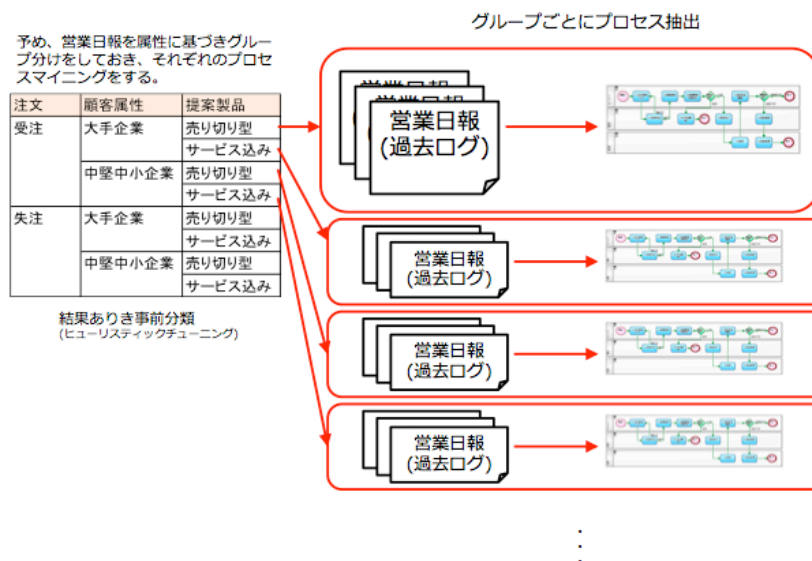 グループごとにプロセス抽出
予め、営業日報を属性に基づきグルー
プ分けをしておき、それぞれのプロセ
スマイニングをする。
注文 顧客属性 提案製品
受注 大手企業 売り切り型
サービス込み
中堅中小企業 売り切り型
サービス込み
失注 大手企業 売り切り型
サービス込み
中堅中小企業 売り切り型
サービス込み
結果ありき事前分類
(ヒューリスティックチューニング)
営業日報
(過去ログ)
営業日報
(過去ログ)
営業日報
(過去ログ)
営業日報
(過去ログ)